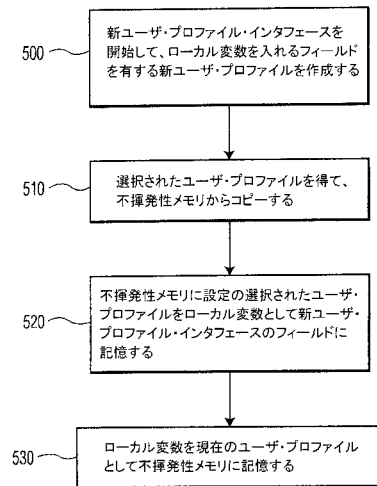 新ユーザ・プロファイル・インタフェースを
開始して、ローカル変数を入れるフィールド
を有する新ユーザ・プロファイルを作成する
500
選択されたユーザ・プロファイルを得て、
不揮発性メモリからコピーする
510
不揮発性メモリに設定の選択されたユーザ・
プロファイルをローカル変数として新ユーザ・
プロファイル・インタフェースのフィールドに
記憶する
520
ローカル変数を現在のユーザ・プロファイル
として不揮発性メモリに記憶する
530